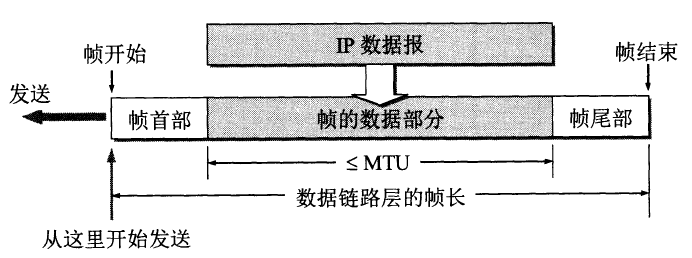 IP 数据报
帧开始
帧结束
发送
帧首部
帧的数据部分
帧尾部
≤ MTU
数据链路层的帧长
从这里开始发送